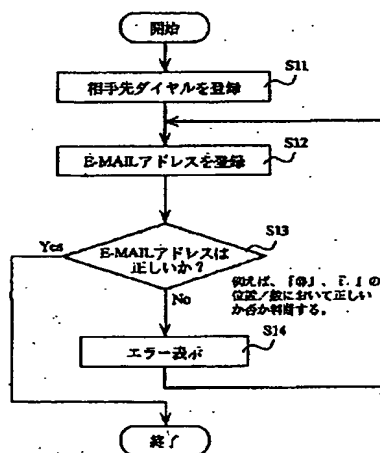 開始
S11
相手先ダイヤルを登録
S12
E-MAILアドレスを登録
S13
Yes
E-MAILアドレスは
正しいか？
例えば、「@」、「.」の
位置／数において正しい
か否か判断する。
No
S14
エラー表示
終了